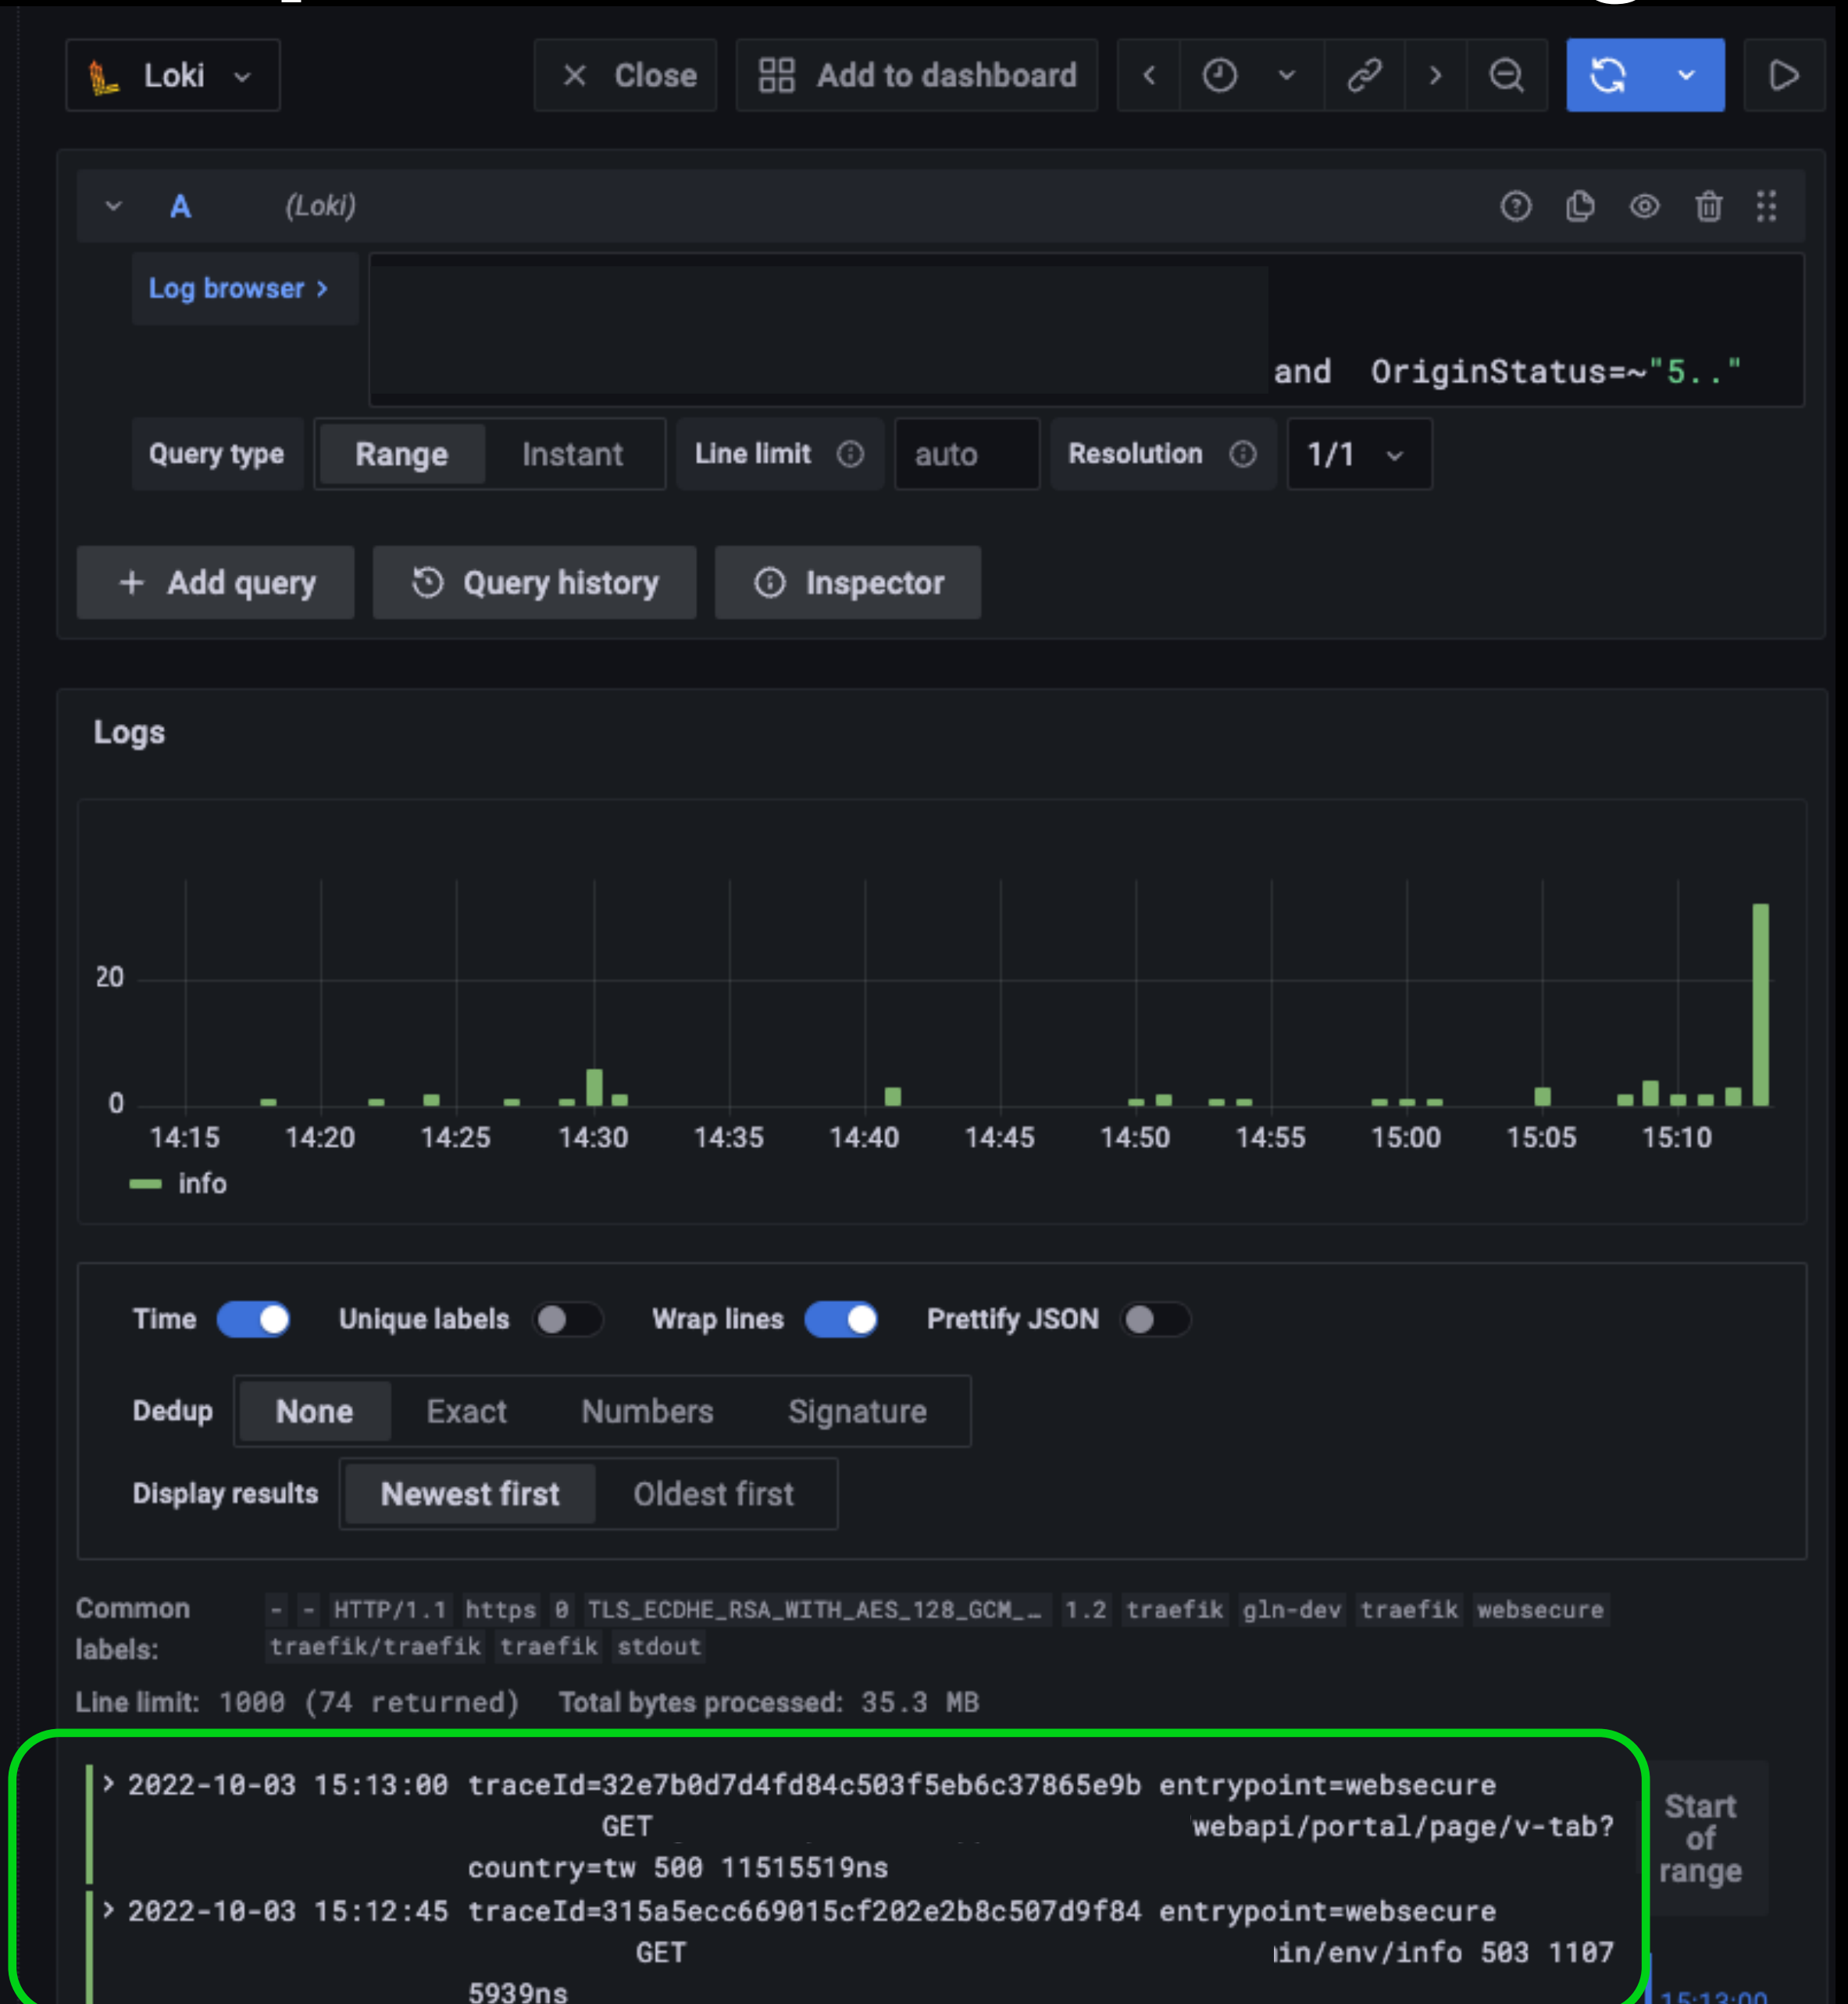 Loki
Close
Add to dashboard
A (Loki)
Log browser >
and OriginStatus=~"5.."
Query type Range Instant Line limit auto Resolution 1/1
+ Add query Query history Inspector
Logs
20
0
14:15 14:20 14:25 14:30 14:35 14:40 14:45 14:50 14:55 15:00 15:05 15:10
info
Time Unique labels Wrap lines Prettify JSON
Dedup None Exact Numbers Signature
Display results Newest first Oldest first
Common labels: - - HTTP/1.1 https 0 TLS_ECDHE_RSA_WITH_AES_128_GCM_… 1.2 traefik gln-dev traefik websecure
traefik/traefik traefik stdout
Line limit: 1000 (74 returned) Total bytes processed: 35.3 MB
> 2022-10-03 15:13:00 traceId=32e7b0d7d4fd84c503f5eb6c37865e9b entrypoint=websecure
GET webapi/portal/page/v-tab?
country=tw 500 11515519ns
> 2022-10-03 15:12:45 traceId=315a5ecc669015cf202e2b8c507d9f84 entrypoint=websecure
GET in/env/info 503 1107
5939ns
Start
of
range
15:13:00